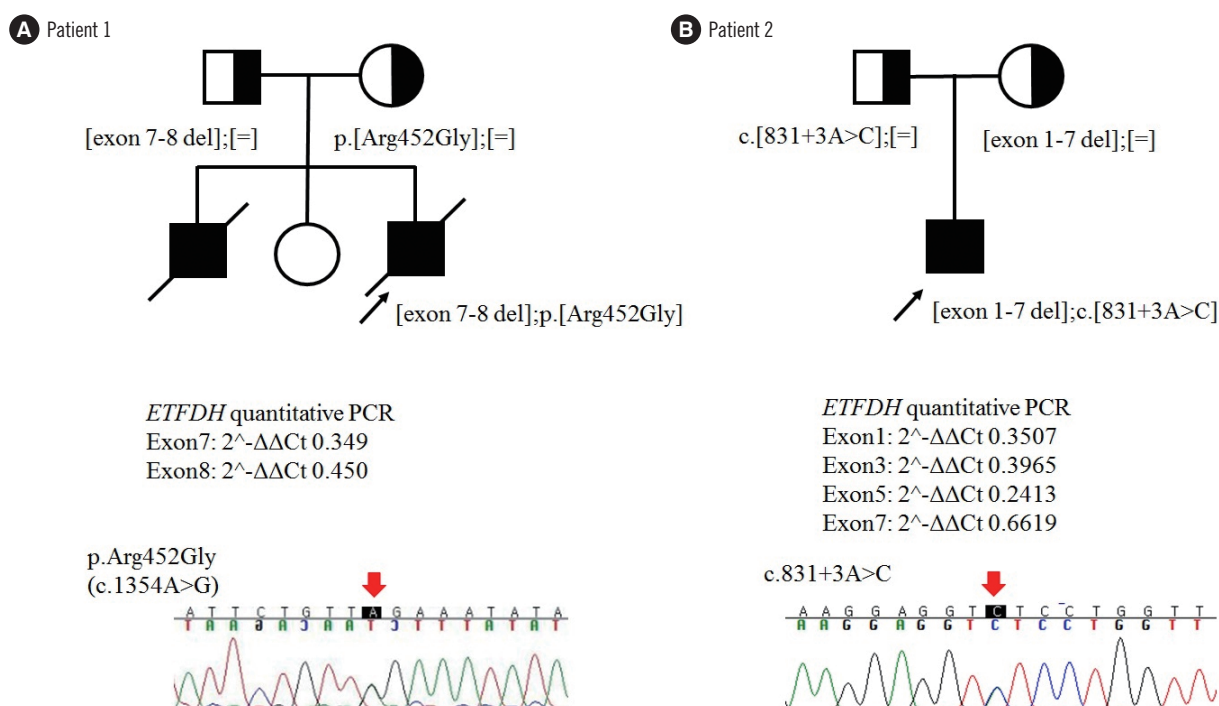 A Patient 1
[exon 7-8 del];[=]
p.[Arg452Gly];[=]
[exon 7-8 del];p.[Arg452Gly]
ETFDH quantitative PCR
Exon7: 2^-ΔΔCt 0.349
Exon8: 2^-ΔΔCt 0.450
p.Arg452Gly
(c.1354A>G)
A T T C T G T T A G A A A T A T A
T A A G A C A A T C T T T A T A T
B Patient 2
c.[831+3A>C];[=]
[exon 1-7 del];[=]
[exon 1-7 del];c.[831+3A>C]
ETFDH quantitative PCR
Exon1: 2^-ΔΔCt 0.3507
Exon3: 2^-ΔΔCt 0.3965
Exon5: 2^-ΔΔCt 0.2413
Exon7: 2^-ΔΔCt 0.6619
c.831+3A>C
A A G G A G G T C T C C T G G T T
A A G G A G G T C T C C T G G T T